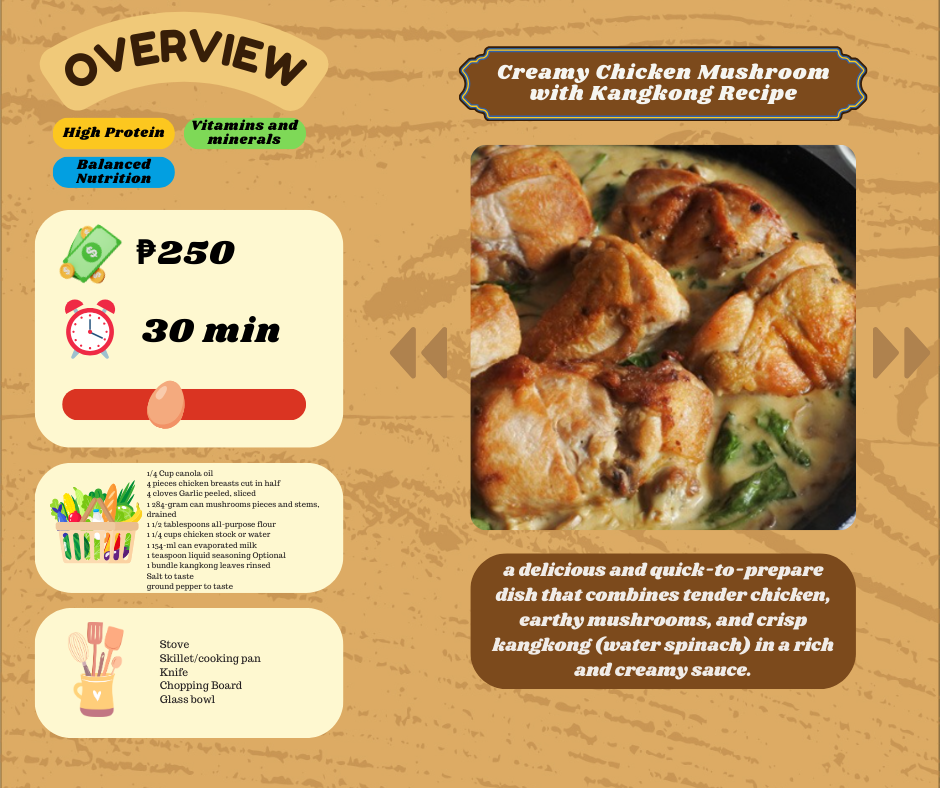 OVERVIEW
High Protein
Vitamins and
minerals
Balanced
Nutrition
₱250
30 min
1/4 Cup canola oil
4 pieces chicken breasts cut in half
4 cloves Garlic peeled, sliced
1 284-gram can mushrooms pieces and stems,
drained
1 1/2 tablespoons all-purpose flour
1 1/4 cups chicken stock or water
1 154-ml can evaporated milk
1 teaspoon liquid seasoning Optional
1 bundle kangkong leaves rinsed
Salt to taste
ground pepper to taste
Stove
Skillet/cooking pan
Knife
Chopping Board
Glass bowl
Creamy Chicken Mushroom
with Kangkong Recipe
a delicious and quick-to-prepare
dish that combines tender chicken,
earthy mushrooms, and crisp
kangkong (water spinach) in a rich
and creamy sauce.